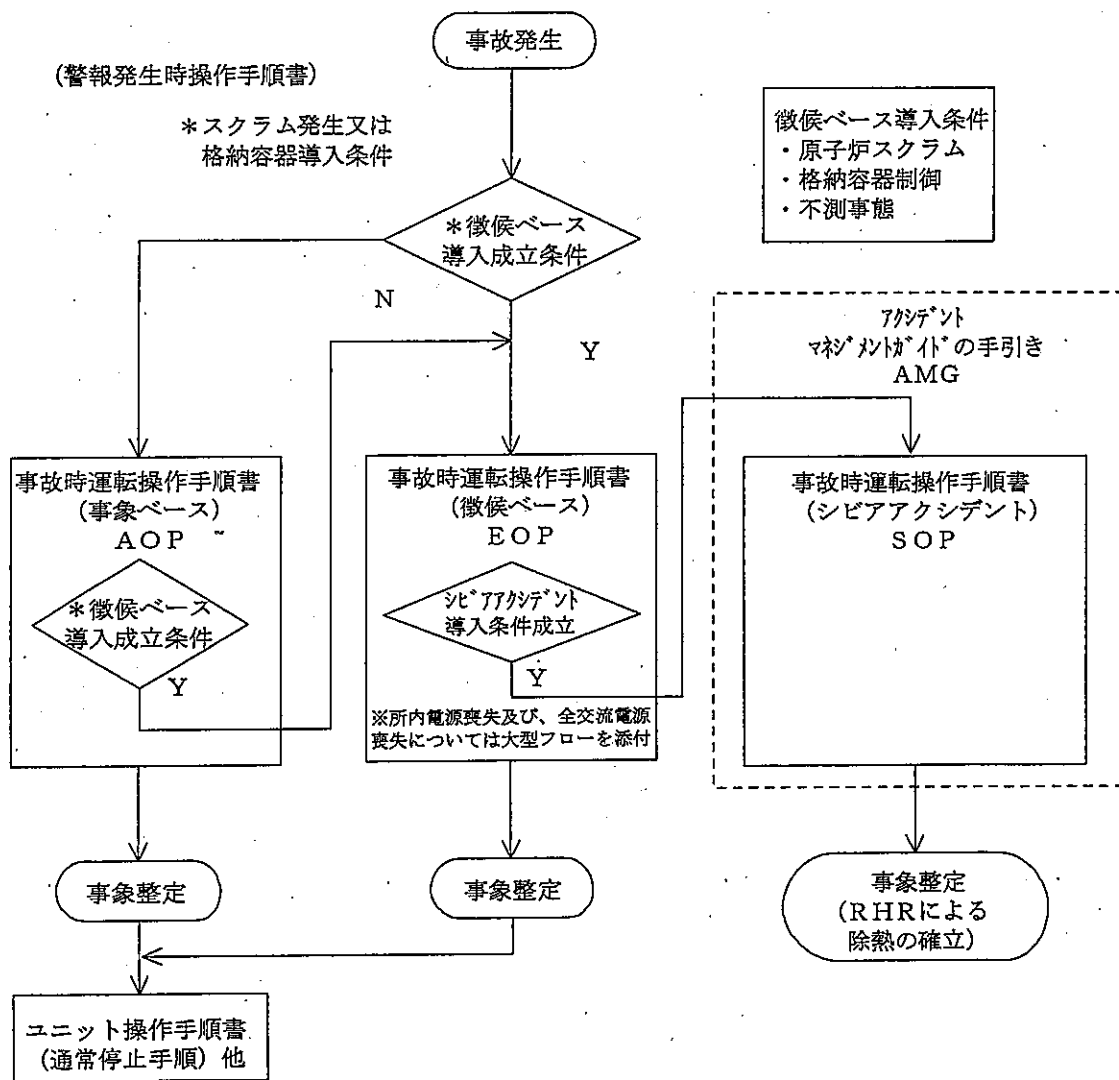 事故発生
(警報発生時操作手順書)
＊スクラム発生又は
格納容器導入条件
徴候ベース導入条件
・原子炉スクラム
・格納容器制御
・不測事態
＊徴候ベース
導入成立条件
N
Y
ｱｸｼﾃﾞﾝﾄ
ﾏﾈｼﾞﾒﾝﾄｶﾞｲﾄﾞの手引き
AMG
事故時運転操作手順書
(事象ベース)
AOP
＊徴候ベース
導入成立条件
Y
事故時運転操作手順書
(徴候ベース)
EOP
ｼﾋﾞｱｱｸｼﾃﾞﾝﾄ
導入条件成立
Y
※所内電源喪失及び、全交流電源
喪失については大型フローを添付
事故時運転操作手順書
(シビアアクシデント)
SOP
事象整定
事象整定
事象整定
(RHRによる
除熱の確立)
ユニット操作手順書
(通常停止手順) 他